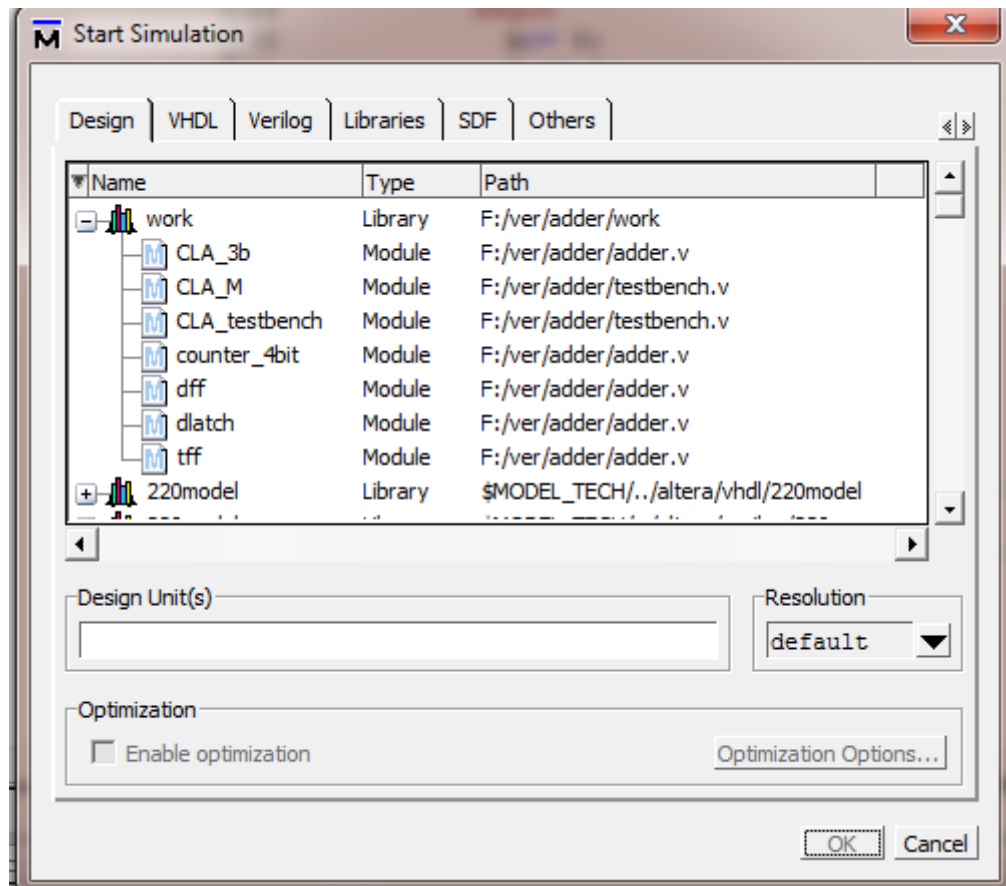 Start Simulation
Design VHDL Verilog Libraries SDF Others
Name Type Path
work Library F:/ver/adder/work
CLA_3b Module F:/ver/adder/adder.v
CLA_M Module F:/ver/adder/testbench.v
CLA_testbench Module F:/ver/adder/testbench.v
counter_4bit Module F:/ver/adder/adder.v
dff Module F:/ver/adder/adder.v
dlatch Module F:/ver/adder/adder.v
tff Module F:/ver/adder/adder.v
220model Library $MODEL_TECH/../altera/vhdl/220model
Design Unit(s) Resolution
default
Optimization
Enable optimization Optimization Options...
OK Cancel